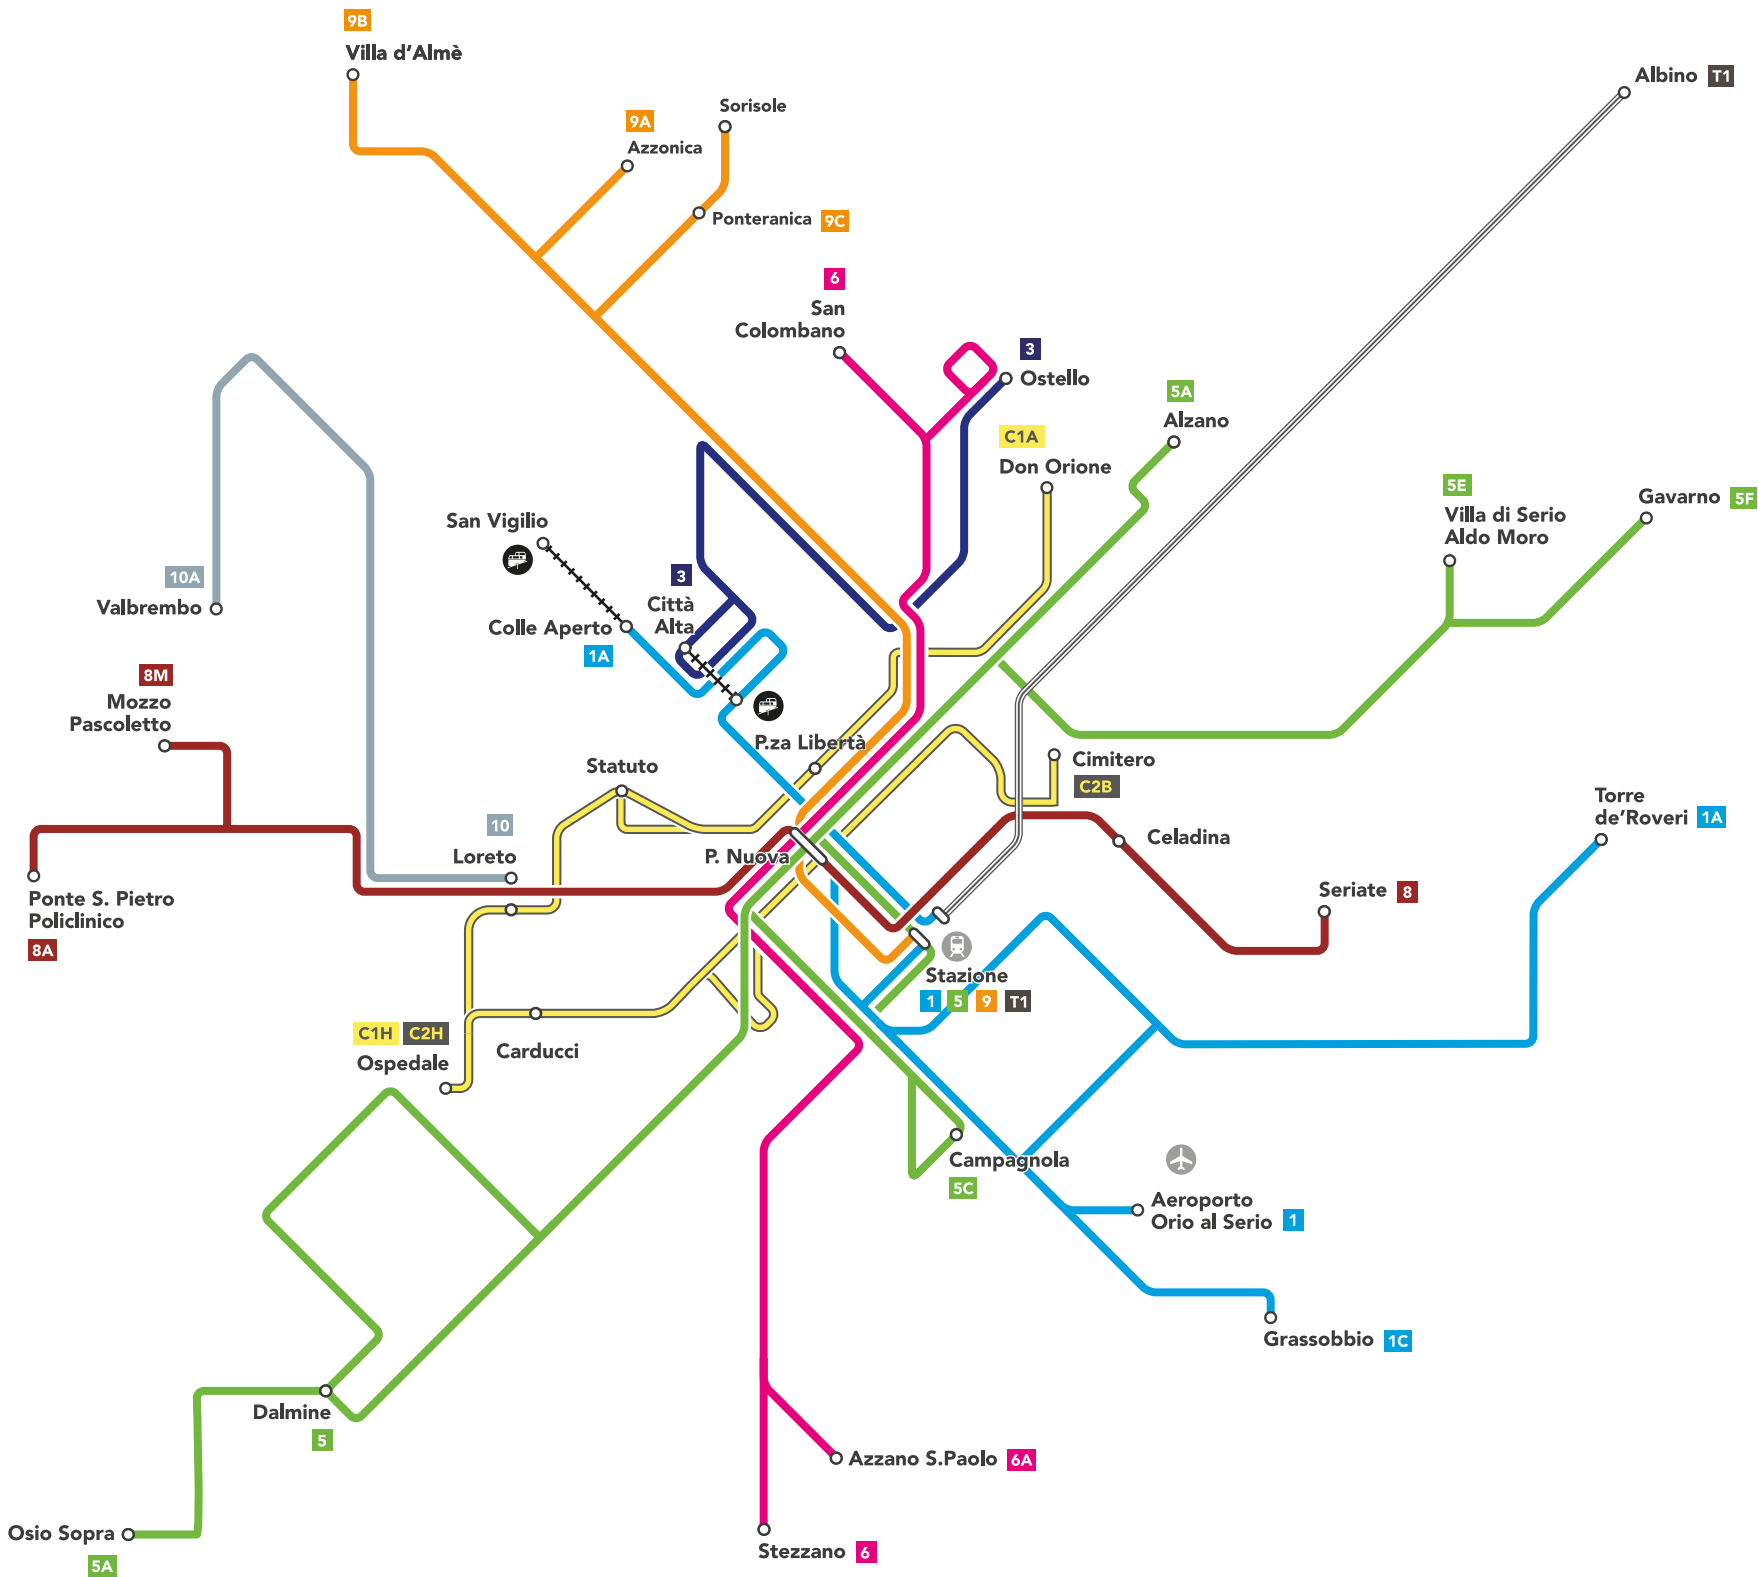 9B
Villa d'Almè
Albino T1
Sorisole
9A
Azzonica
Ponteranica 9C
6
San
Colombano
3
Ostello
5A
Alzano
C1A
Don Orione
5E
Villa di Serio
Aldo Moro
Gavarno 5F
San Vigilio
10A
Valbrembo
3
Città
Alta
Colle Aperto
1A
8M
Mozzo
Pascoletto
P.za Libertà
Statuto
Cimitero
C2B
Torre
de'Roveri 1A
10
Loreto
P. Nuova
Celadina
Seriate 8
Ponte S. Pietro
Policlinico
8A
Stazione
1 5 9 T1
C1H C2H
Ospedale
Carducci
Campagnola
5C
Aeroporto
Orio al Serio 1
Grassobbio 1C
Dalmine
5
Azzano S.Paolo 6A
Osio Sopra
5A
Stezzano 6